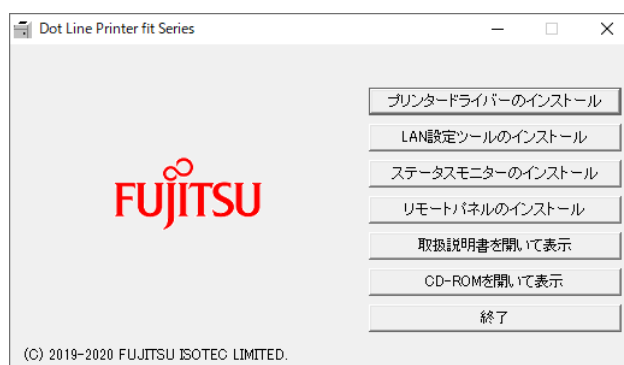 Dot Line Printer fit Series
プリンタードライバーのインストール
LAN設定ツールのインストール
ステータスモニターのインストール
リモートパネルのインストール
取扱説明書を開いて表示
CD-ROMを開いて表示
終了
FUJITSU
(C) 2019-2020 FUJITSU ISOTEC LIMITED.